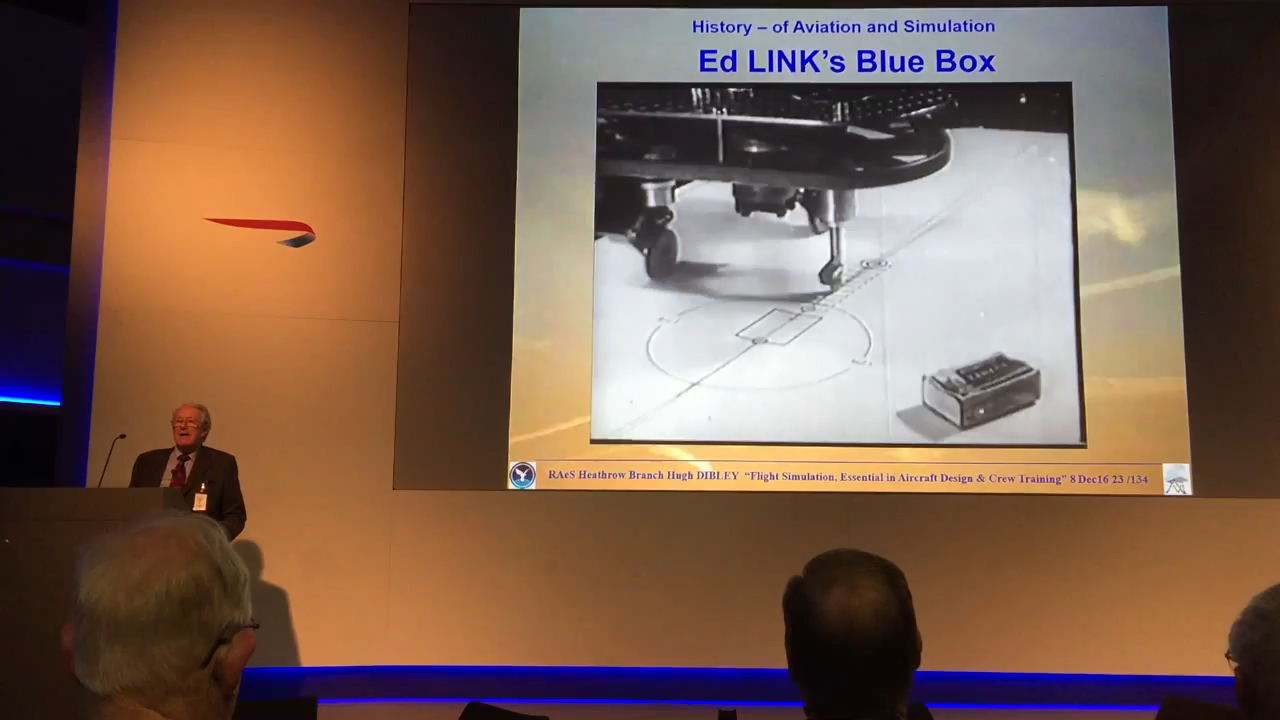 History – of Aviation and Simulation
Ed LINK's Blue Box
RAeS Heathrow Branch Hugh DIBLEY "Flight Simulation, Essential in Aircraft Design & Crew Training" 8 Dec16 23 /134